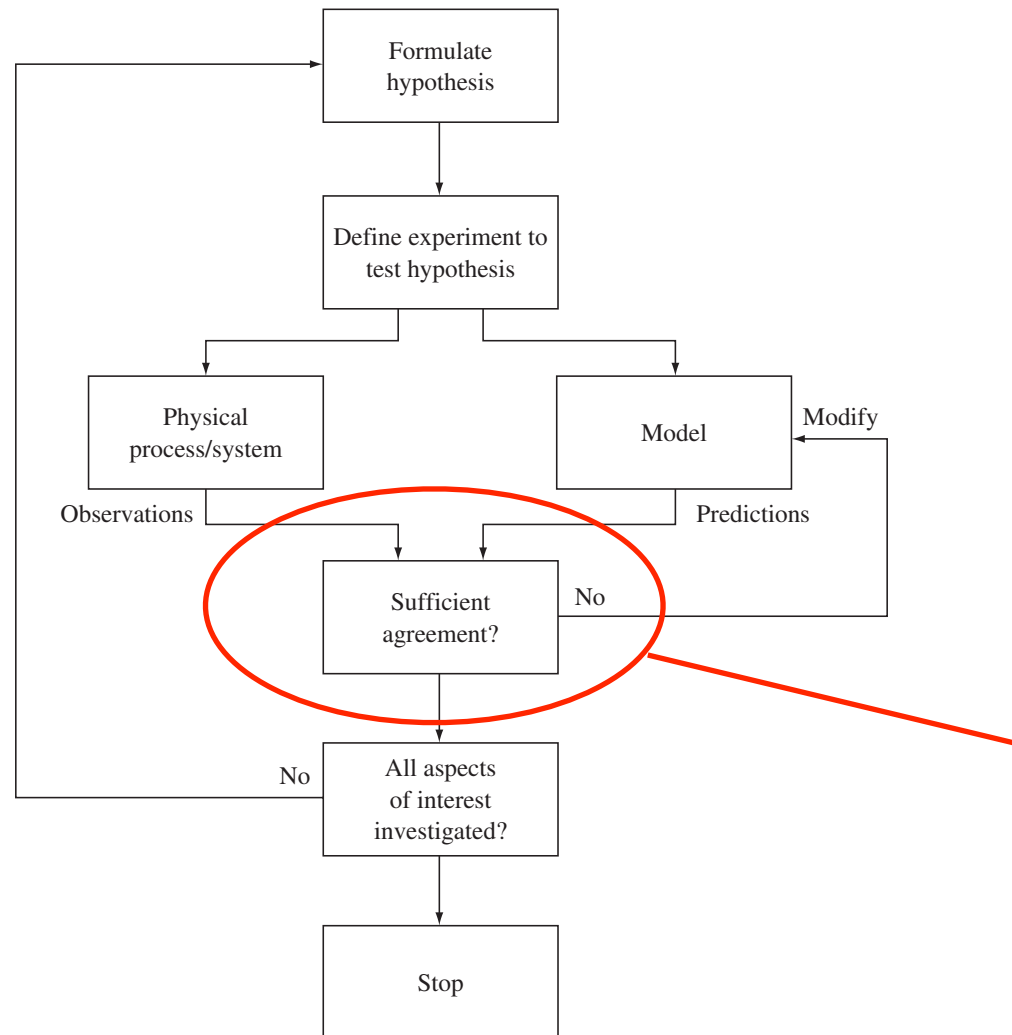 Formulate
hypothesis
Define experiment to
test hypothesis
Physical
process/system
Model
Modify
Observations
Predictions
Sufficient
agreement?
No
All aspects
of interest
investigated?
No
Stop